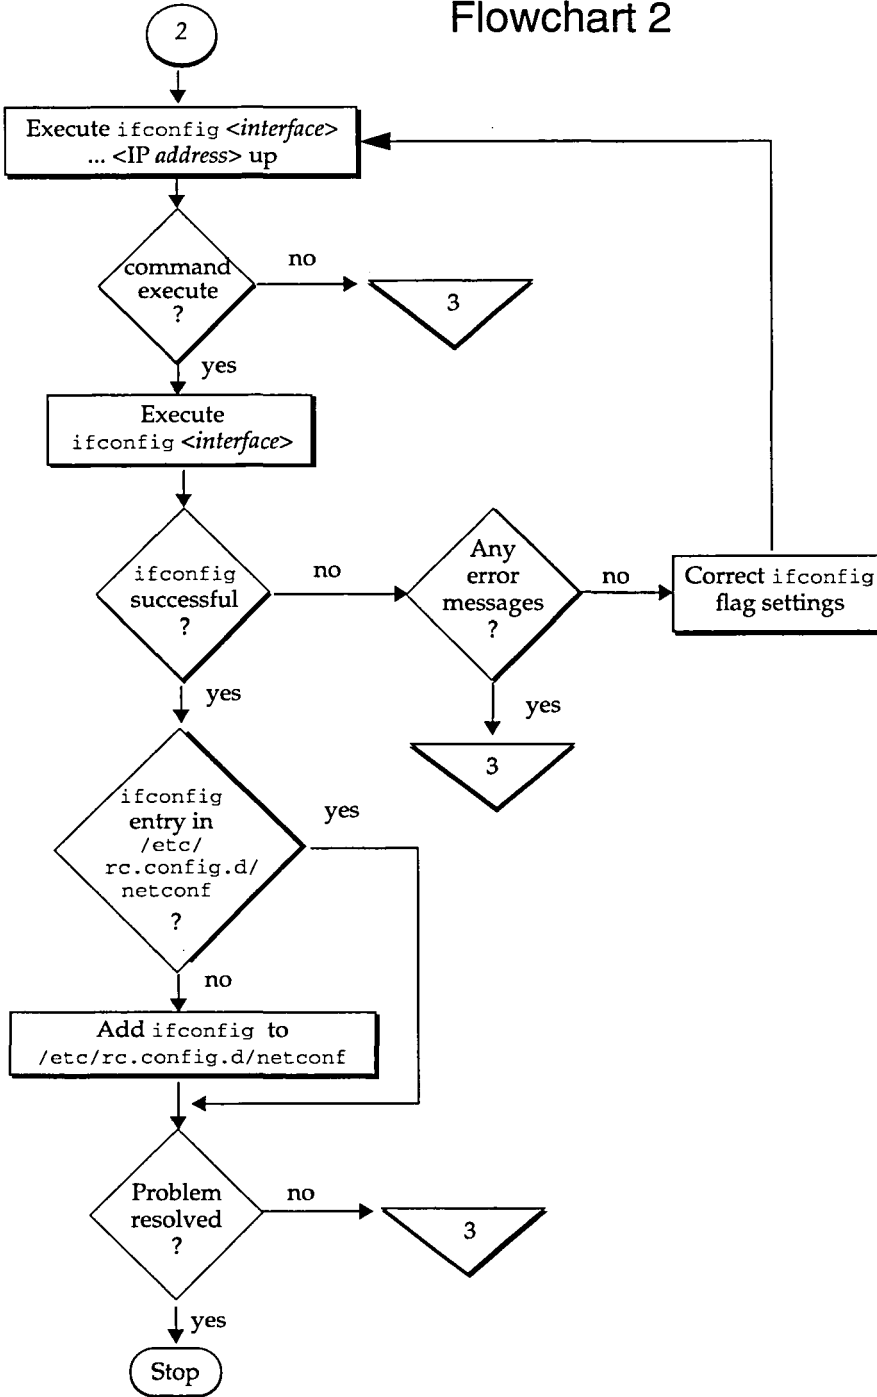 Flowchart 2
2
Execute ifconfig <interface>
... <IP address> up
command
execute
?
no
3
yes
Execute
ifconfig <interface>
ifconfig
successful
?
no
Any
error
messages
?
no
Correct ifconfig
flag settings
yes
3
yes
ifconfig
entry in
/etc/
rc.config.d/
netconf
?
yes
no
Add ifconfig to
/etc/rc.config.d/netconf
Problem
resolved
?
no
3
yes
Stop